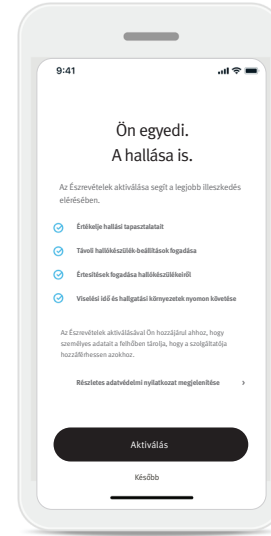 9:41
Ön egyedi.
A hallása is.
Az Észrevételek aktiválása segít a legjobb illeszkedés
elérésében.
Értékelje hallási tapasztalatait
Távoli hallókészülék-beállítások fogadása
Értesítések fogadása hallókészülékeiről
Viselési idő és hallgatási környezetek nyomon követése
Az Észrevételek aktiválásával Ön hozzájárul ahhoz, hogy
személyes adatait a felhőben tárolja, hogy a szolgáltatója
hozzáférhessen azokhoz.
Részletes adatvédelmi nyilatkozat megjelenítése
Aktiválás
Később